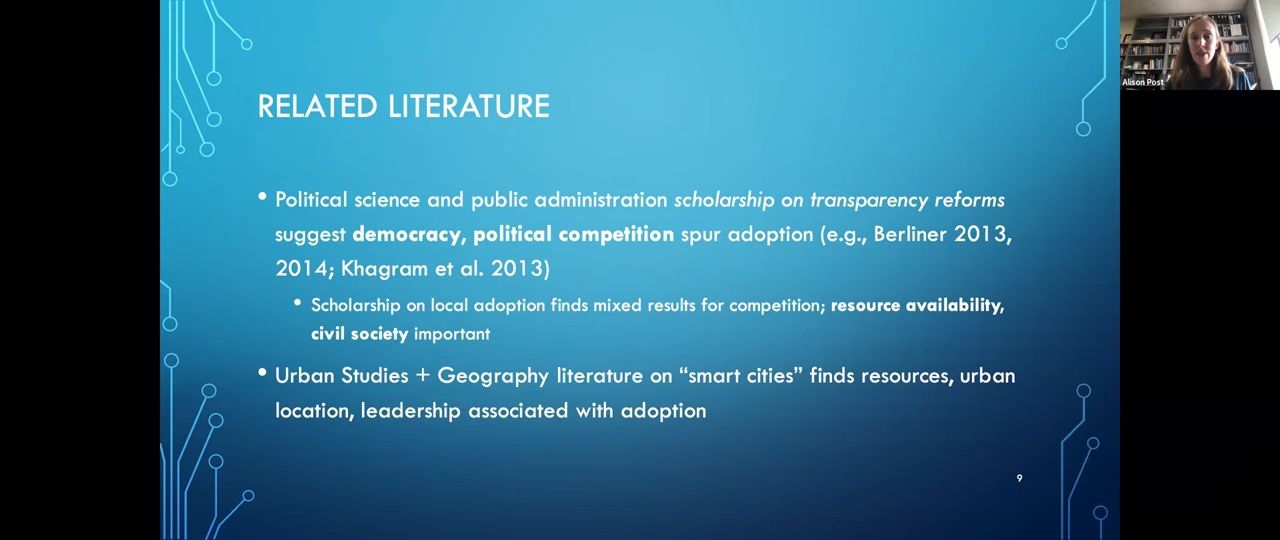 RELATED LITERATURE
• Political science and public administration scholarship on transparency reforms
suggest democracy, political competition spur adoption (e.g., Berliner 2013,
2014; Khagram et al. 2013)
• Scholarship on local adoption finds mixed results for competition; resource availability,
civil society important
• Urban Studies + Geography literature on “smart cities” finds resources, urban
location, leadership associated with adoption
9
Alison Post